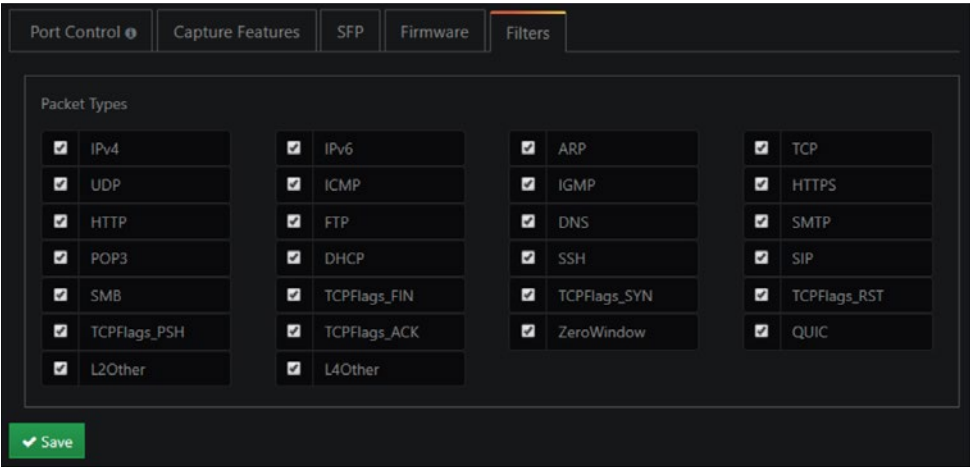 Port Control Capture Features SFP Firmware Filters
Packet Types
IPv4 IPv6 ARP TCP
UDP ICMP IGMP HTTPS
HTTP FTP DNS SMTP
POP3 DHCP SSH SIP
SMB TCPFlags_FIN TCPFlags_SYN TCPFlags_RST
TCPFlags_PSH TCPFlags_ACK ZeroWindow QUIC
L2Other L4Other
Save